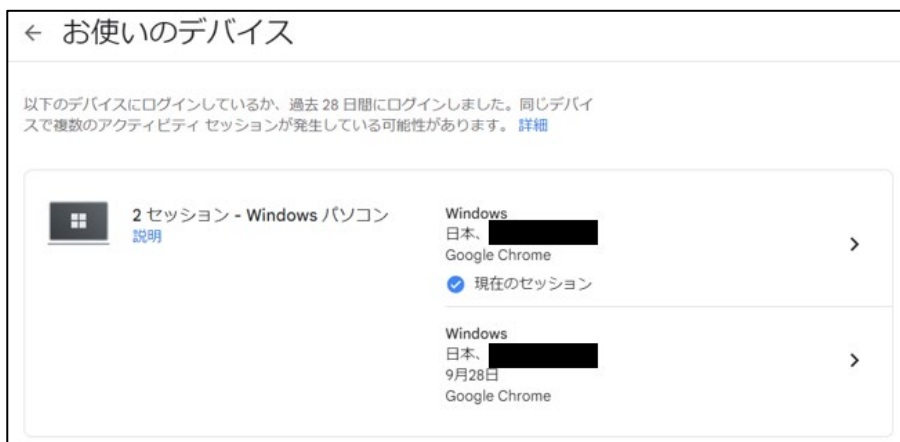 ← お使いのデバイス
以下のデバイスにログインしているか、過去 28 日間にログインしました。同じデバイ
スで複数のアクティビティ セッションが発生している可能性があります。 詳細
2 セッション - Windows パソコン
説明
Windows
日本、
Google Chrome
現在のセッション
Windows
日本、
9月28日
Google Chrome